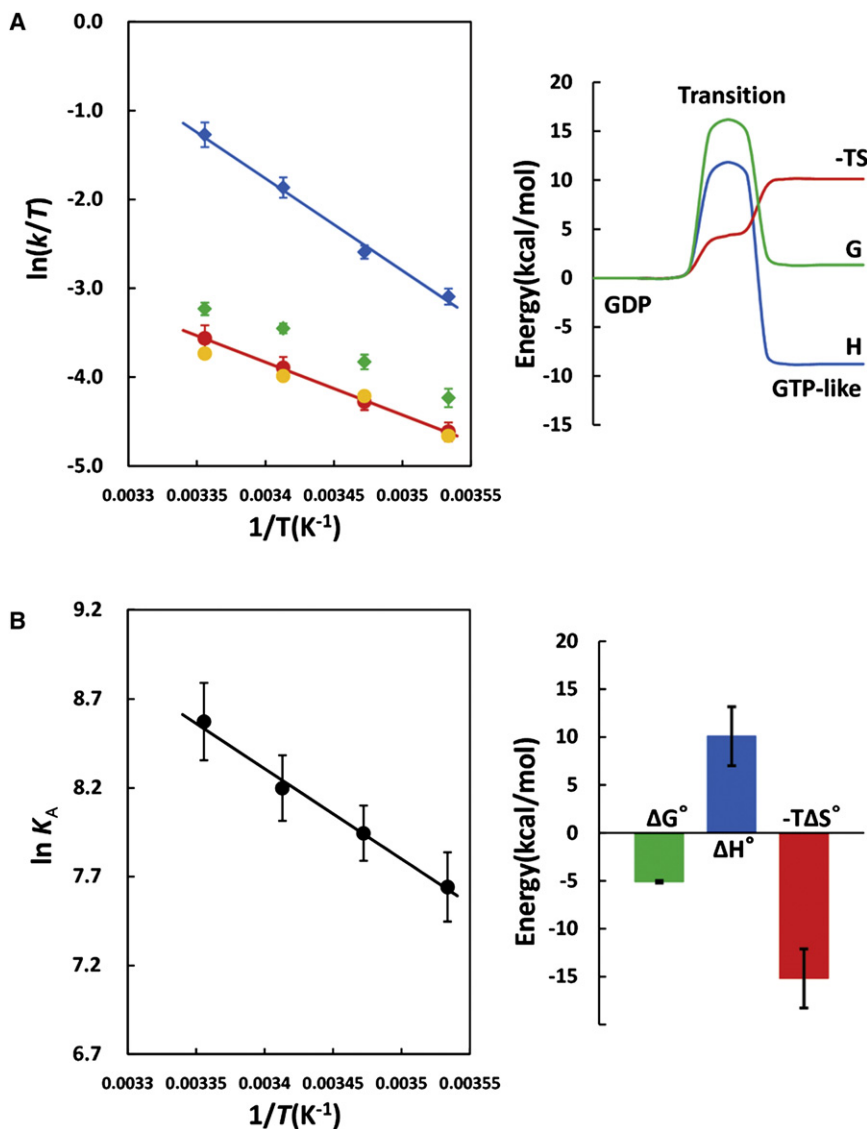 A
0.0
-1.0
-2.0
-3.0
-4.0
-5.0
ln(k/T)
0.0033
0.00335
0.0034
0.00345
0.0035
0.00355
1/T(K-1)
20
15
10
5
0
-5
-10
-15
Energy(kcal/mol)
Transition
-TS
G
GDP
H
GTP-like
B
9.2
8.7
8.2
7.7
7.2
6.7
ln KA
0.0033
0.00335
0.0034
0.00345
0.0035
0.00355
1/T(K-1)
20
15
10
5
0
-5
-10
-15
Energy(kcal/mol)
ΔG°
ΔH°
-TΔS°